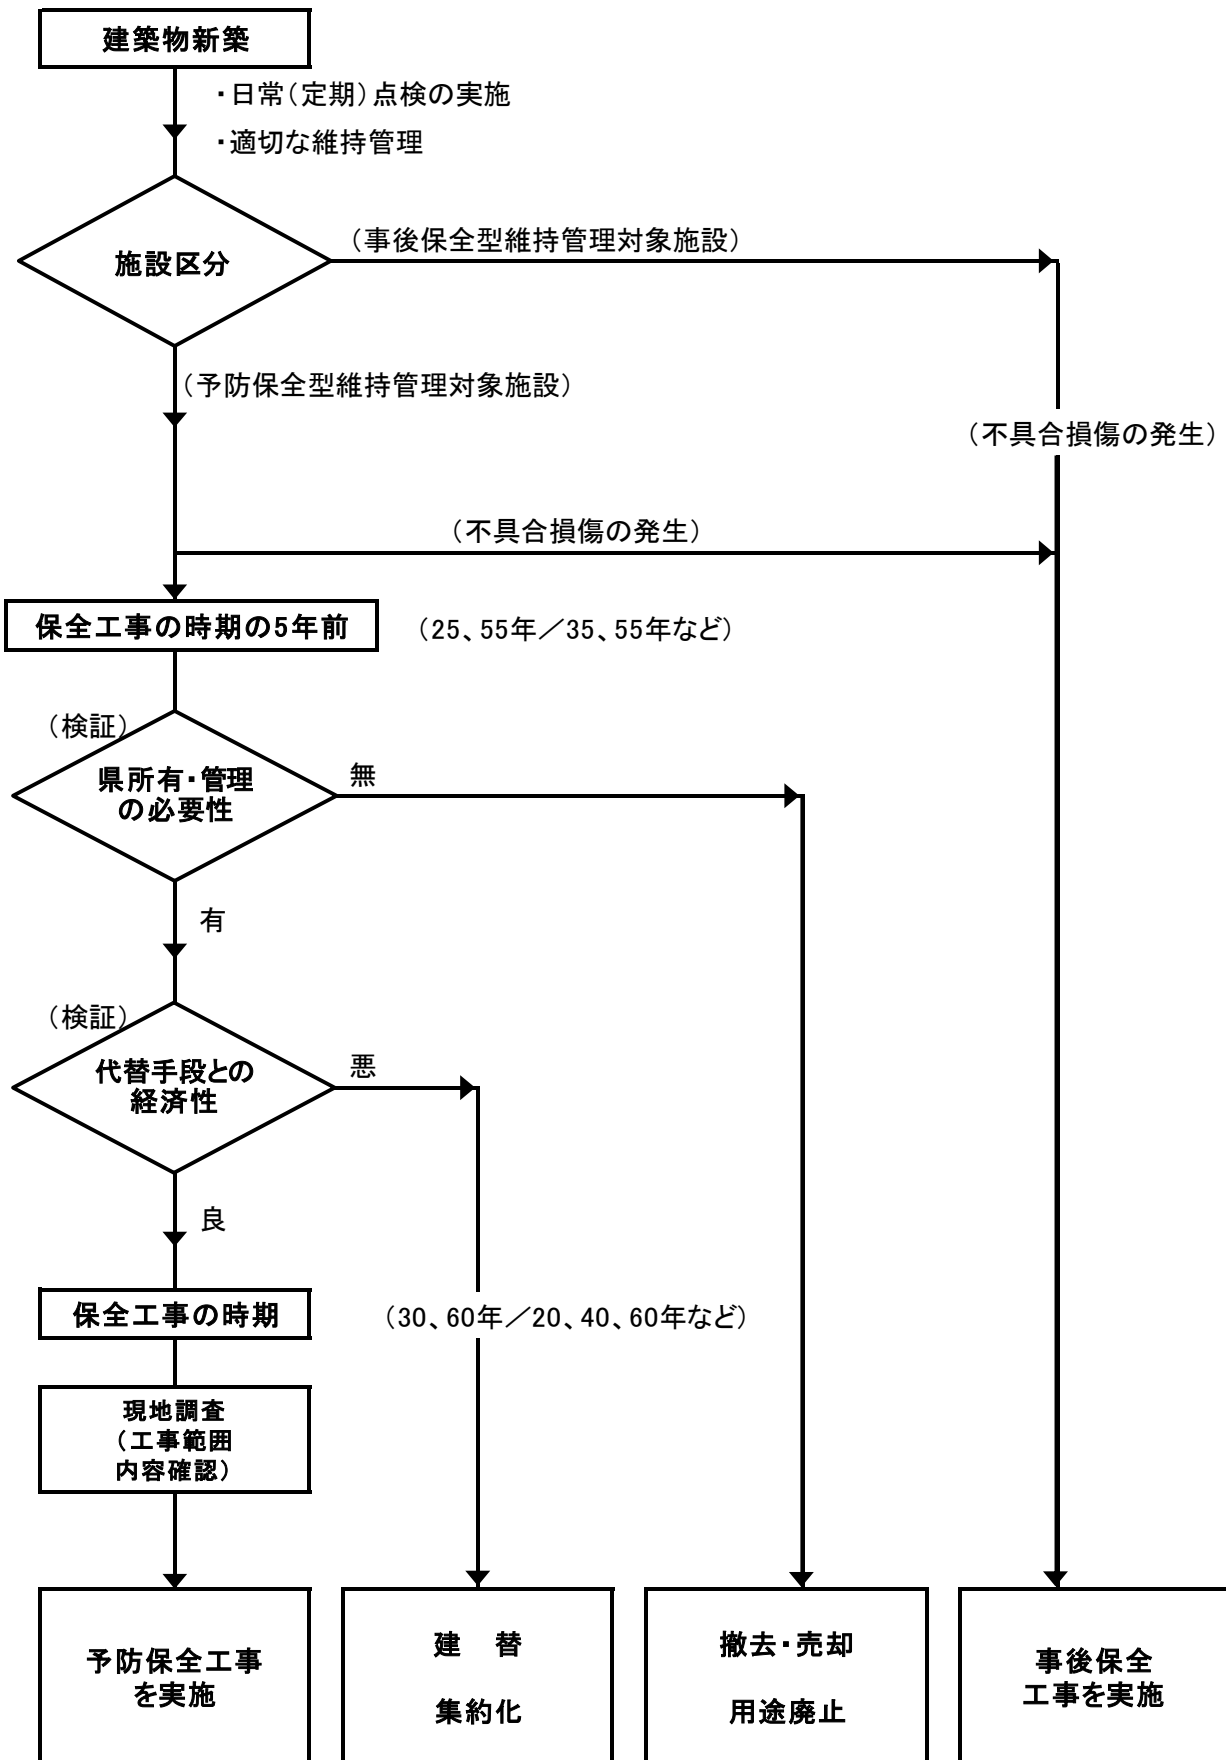 建築物新築
・日常（定期）点検の実施
・適切な維持管理
施設区分
（事後保全型維持管理対象施設）
（予防保全型維持管理対象施設）
（不具合損傷の発生）
（不具合損傷の発生）
保全工事の時期の5年前
（25、55年／35、55年など）
（検証）
県所有・管理
の必要性
無
有
（検証）
代替手段との
経済性
悪
良
保全工事の時期
（30、60年／20、40、60年など）
現地調査
（工事範囲
内容確認）
予防保全工事
を実施
建　替
集約化
撤去・売却
用途廃止
事後保全
工事を実施